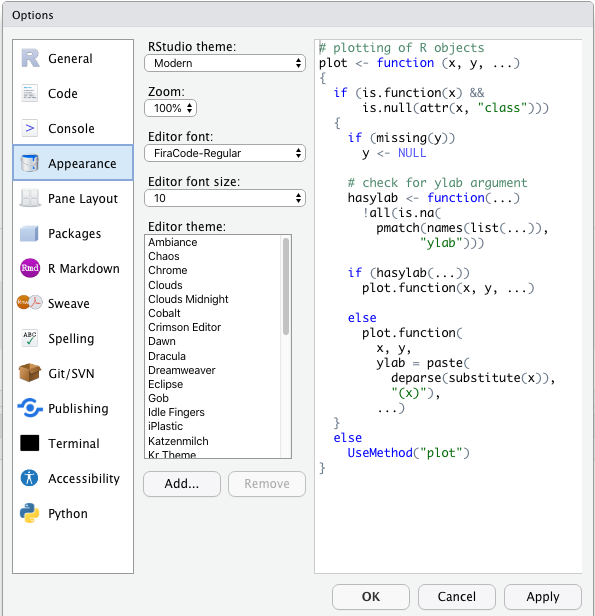 Options
General
Code
Console
Appearance
Pane Layout
Packages
Rmd
R Markdown
Sweave
ABC
Spelling
Git/SVN
Publishing
Terminal
Accessibility
Python
RStudio theme:
Modern
Zoom:
100%
Editor font:
FiraCode-Regular
Editor font size:
10
Editor theme:
Ambiance
Chaos
Chrome
Clouds
Clouds Midnight
Cobalt
Crimson Editor
Dawn
Dracula
Dreamweaver
Eclipse
Gob
Idle Fingers
iPlastic
Katzenmilch
Kr Theme
Add...
Remove
# plotting of R objects
plot <- function (x, y, ...)
{
  if (is.function(x) &&
      is.null(attr(x, "class")))
  {
    if (missing(y))
      y <- NULL
    # check for ylab argument
    hasylab <- function(...)
      !all(is.na(
        pmatch(names(list(...)),
              "ylab")))
    if (hasylab(...))
      plot.function(x, y, ...)
    else
      plot.function(
        x, y,
        ylab = paste(
          deparse(substitute(x)),
          "(x)"),
        ...)
  }
  else
    UseMethod("plot")
}
OK
Cancel
Apply